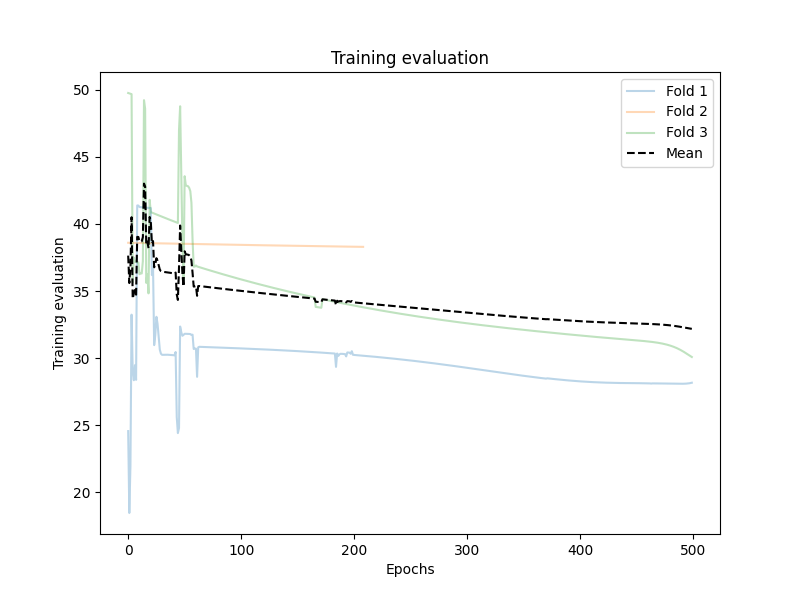 Training evaluation
Fold 1
Fold 2
Fold 3
Mean
Training evaluation
50
45
40
35
30
25
20
0 100 200 300 400 500
Epochs